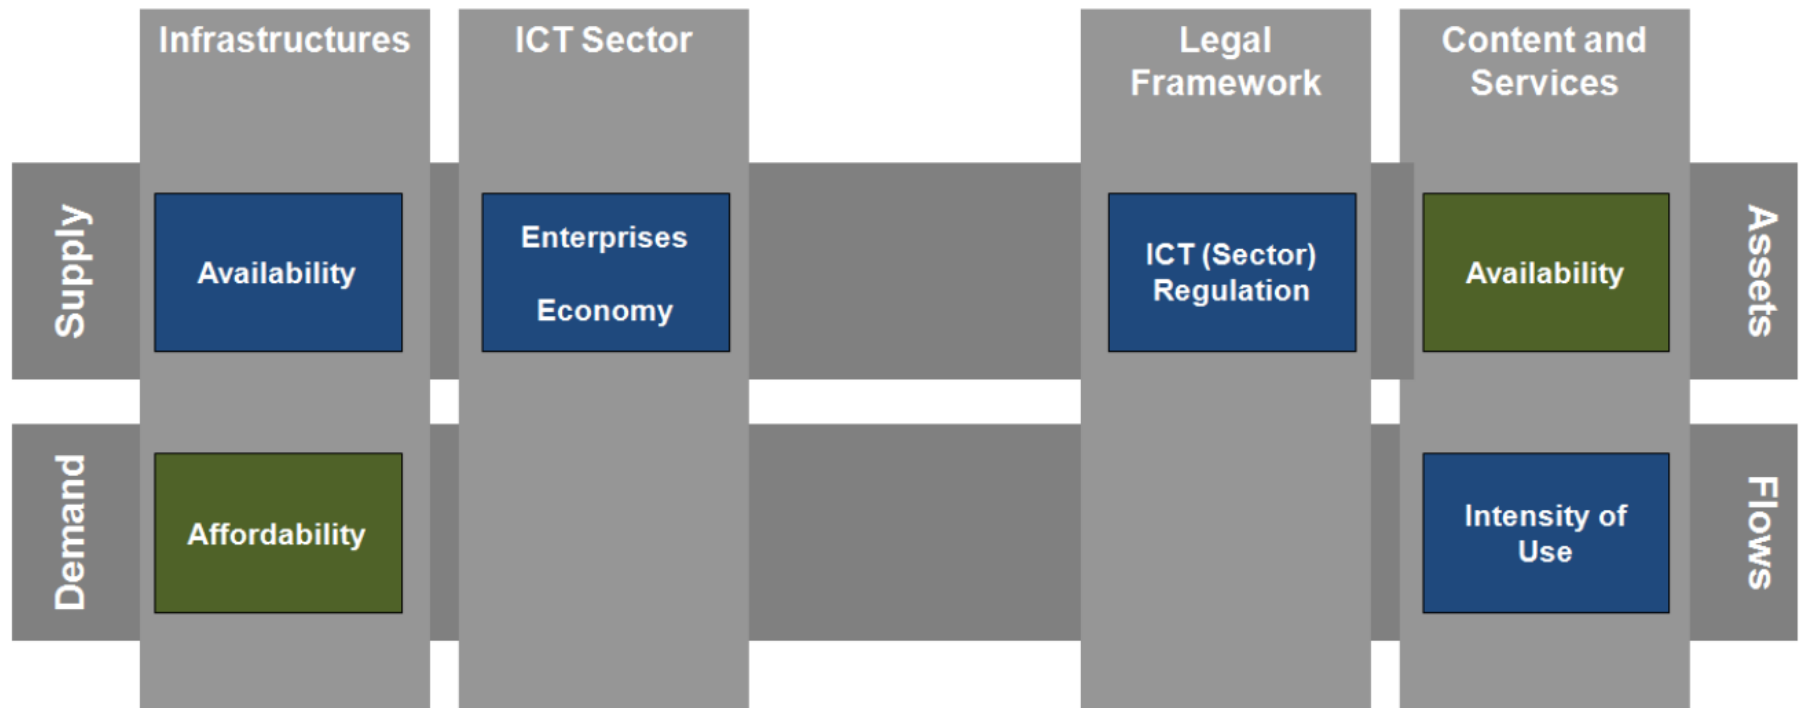 Infrastructures
ICT Sector
Legal
Framework
Content and
Services
Supply
Availability
Enterprises
Economy
ICT (Sector)
Regulation
Availability
Assets
Demand
Affordability
Intensity of
Use
Flows